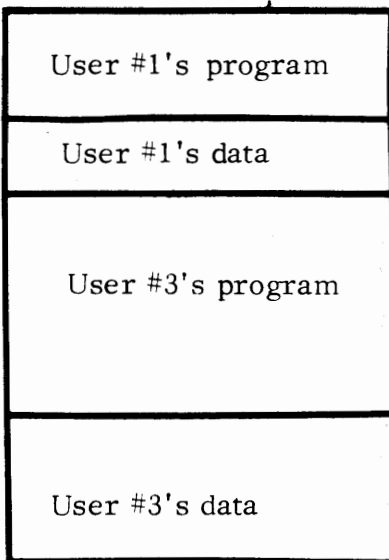 User #1's program
User #1's data
User #3's program
User #3's data